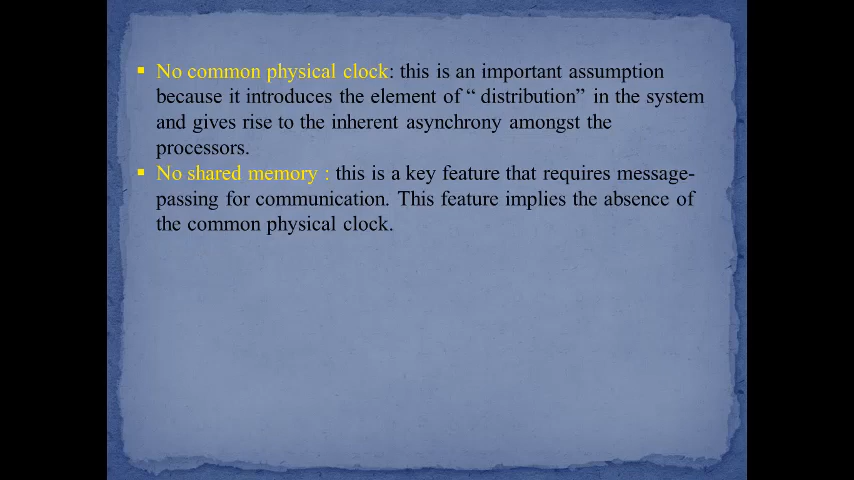 ▪ No common physical clock: this is an important assumption
because it introduces the element of “ distribution” in the system
and gives rise to the inherent asynchrony amongst the
processors.
▪ No shared memory : this is a key feature that requires message-
passing for communication. This feature implies the absence of
the common physical clock.